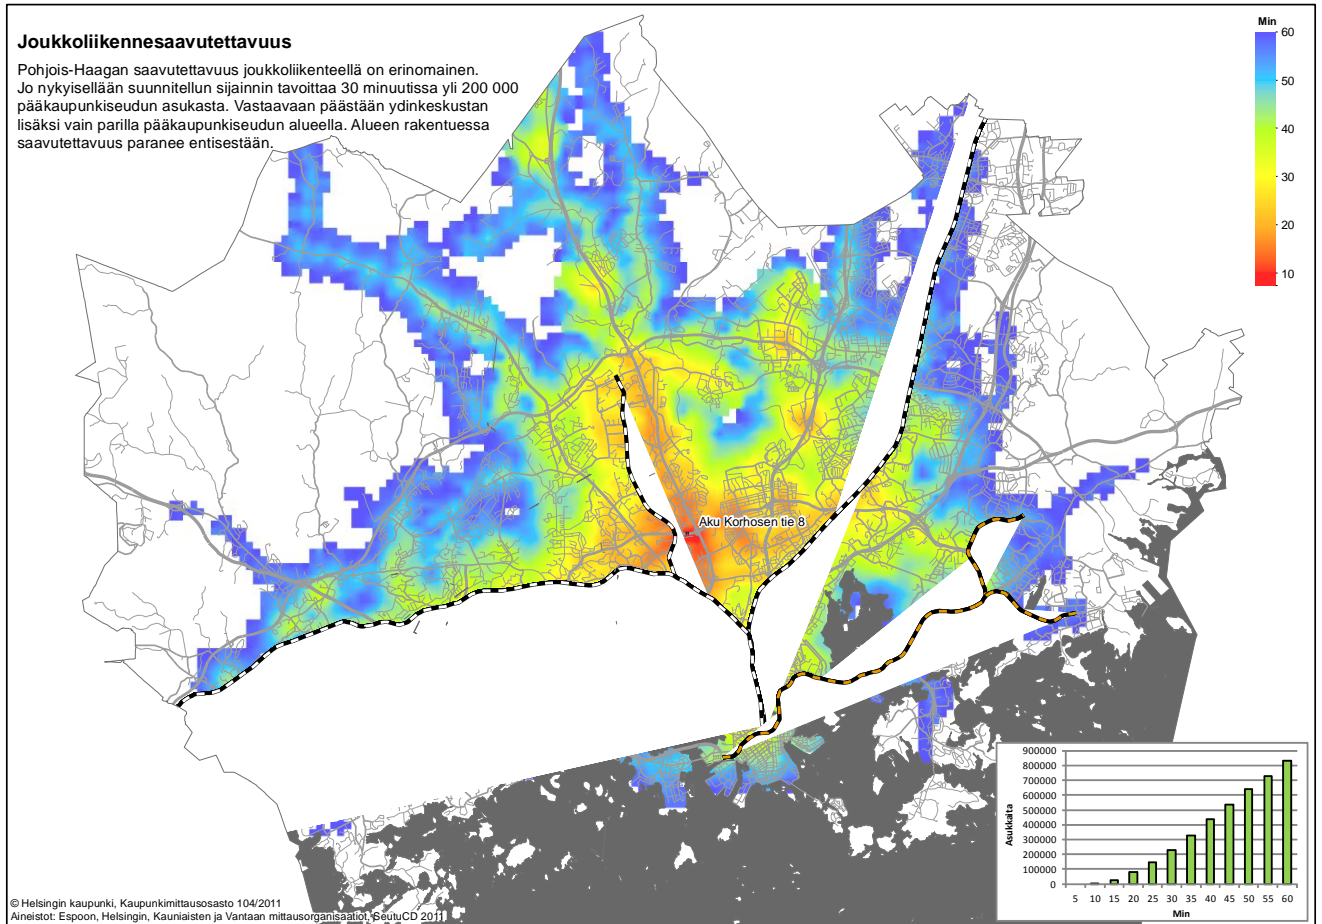 Joukkoliikennesaavutettavuus
Pohjois-Haagan saavutettavuus joukkoliikenteellä on erinomainen.
Jo nykyisellään suunnitellun sijainnin tavoittaa 30 minuutissa yli 200 000
pääkaupunkiseudun asukasta. Vastaavaan päästään ydinkeskustan
lisäksi vain parilla pääkaupunkiseudun alueella. Alueen rakentuessa
saavutettavuus paranee entisestään.
Min
60
50
40
30
20
10
Aku Korhosen tie 8
900000
800000
700000
600000
500000
400000
300000
200000
100000
0
Asukkaita
5 10 15 20 25 30 35 40 45 50 55 60
Min
© Helsingin kaupunki, Kaupunkimittausosasto 104/2011
Aineistot: Espoon, Helsingin, Kauniaisten ja Vantaan mittausorganisaatiot, SeutuCD 2011